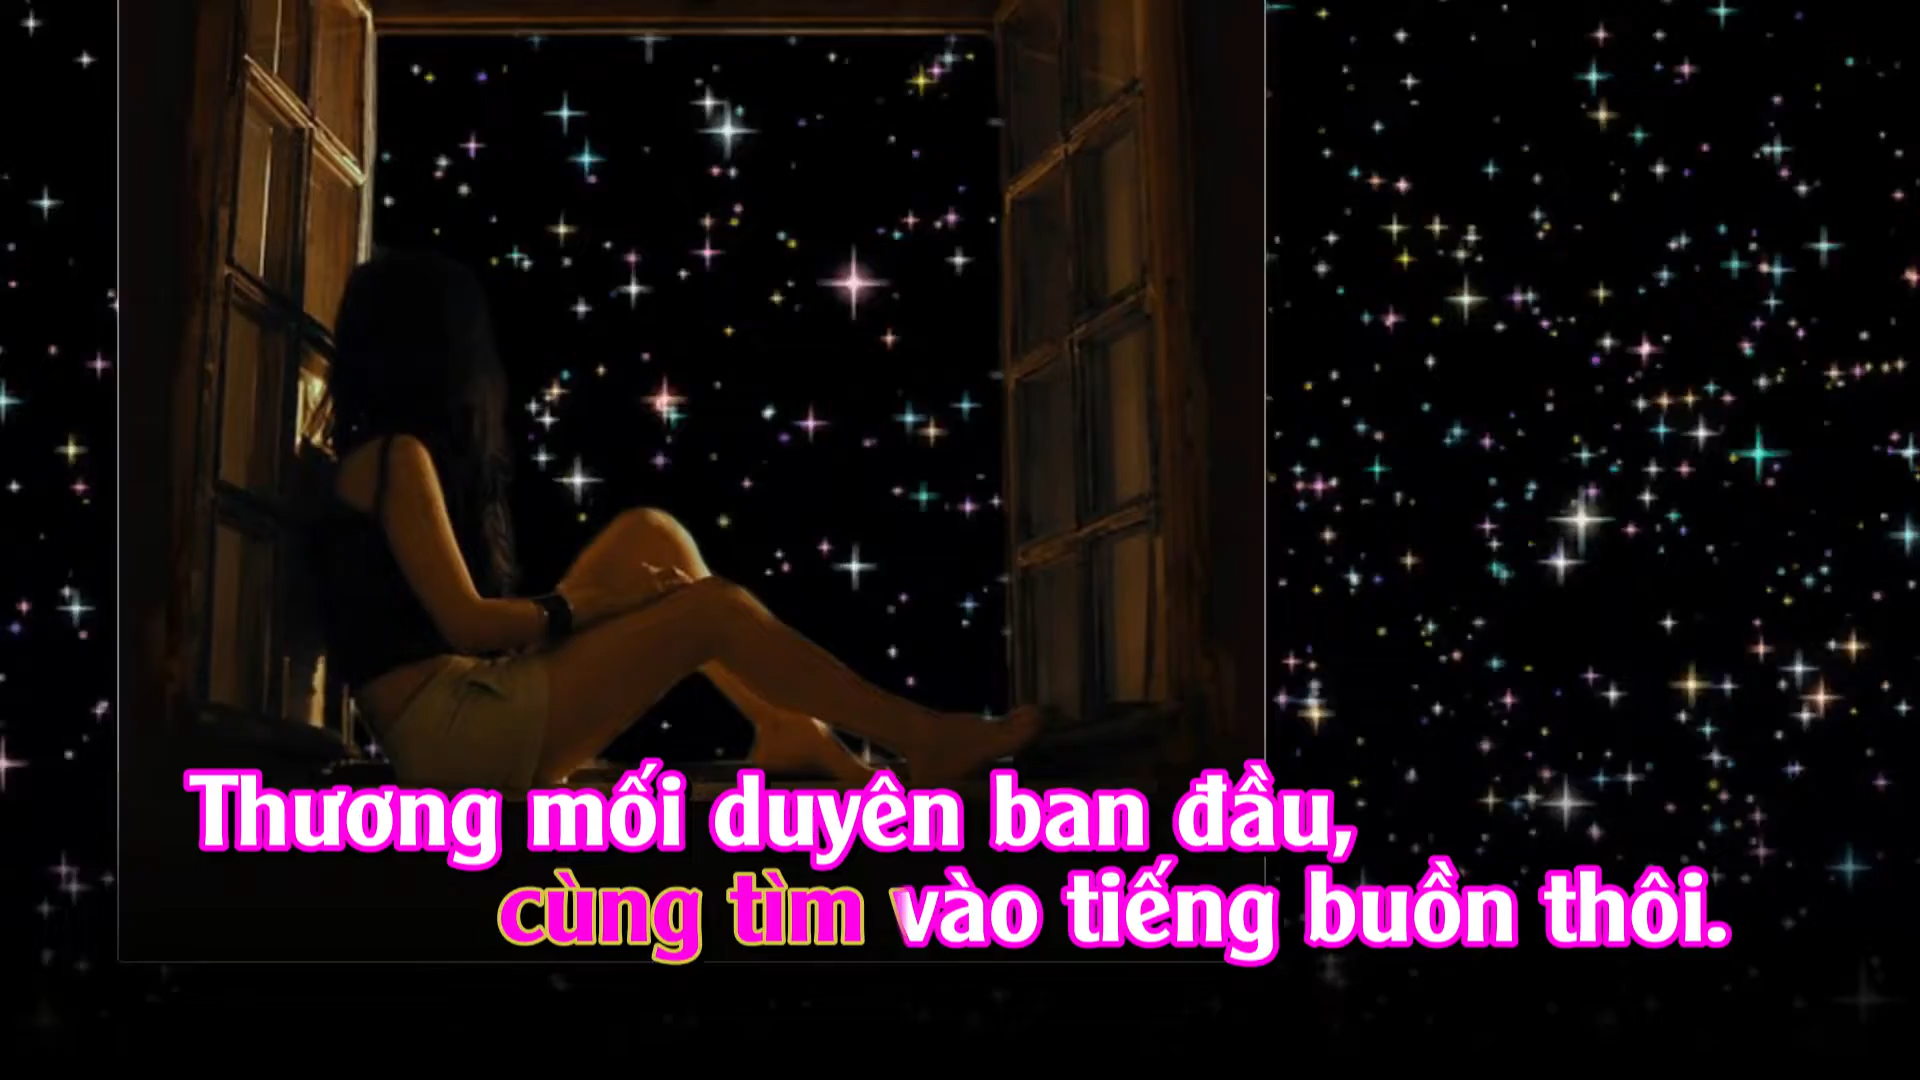 Thương mối duyên ban đầu,
cùng tìm vào tiếng buồn thôi.